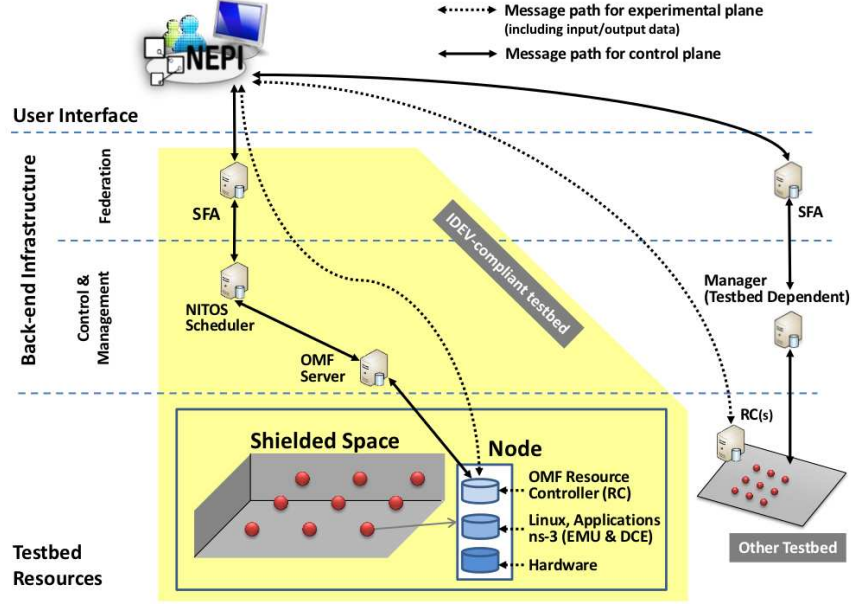 Message path for experimental plane
(including input/output data)
Message path for control plane
NEPI
User Interface
Back-end Infrastructure
Federation
SFA
SFA
IDEV-compliant testbed
Control &
Management
NITOS
Scheduler
Manager
(Testbed Dependent)
OMF
Server
RC(s)
Shielded Space
Node
OMF Resource
Controller (RC)
Linux, Applications
ns-3 (EMU & DCE)
Hardware
Other Testbed
Testbed
Resources